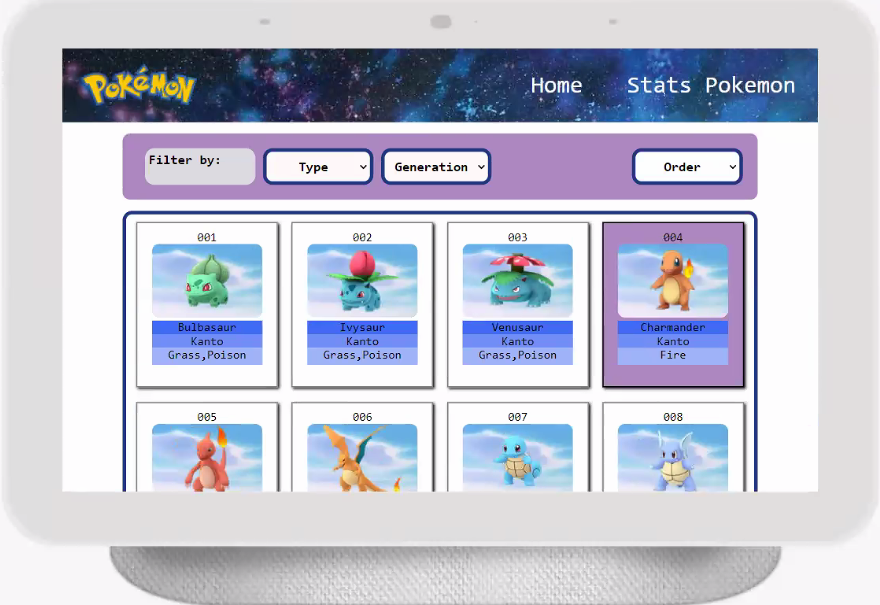 POKéMON
Home Stats Pokemon
Filter by: Type Generation Order
001 002 003 004
Bulbasaur Ivysaur Venusaur Charmander
Kanto Kanto Kanto Kanto
Grass,Poison Grass,Poison Grass,Poison Fire
005 006 007 008